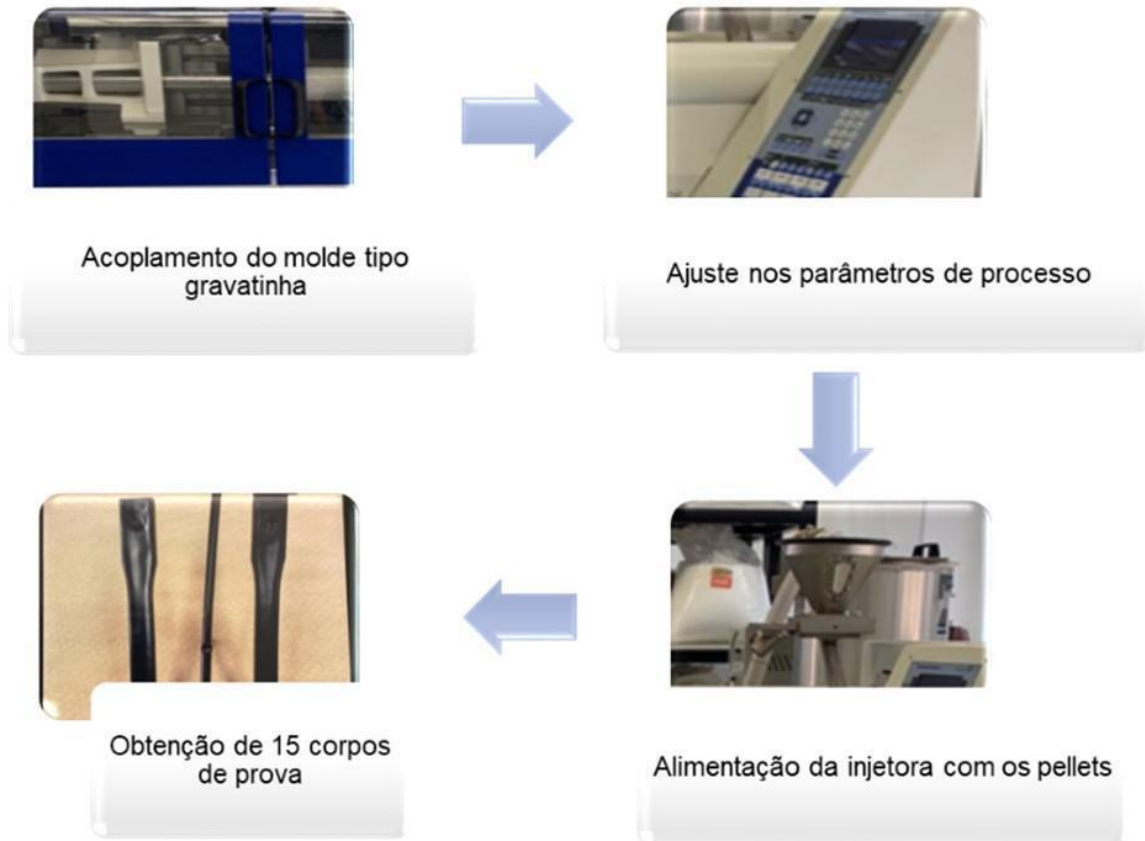 Acoplamento do molde tipo
gravatinha
Ajuste nos parâmetros de processo
Alimentação da injetora com os pellets
Obtenção de 15 corpos
de prova